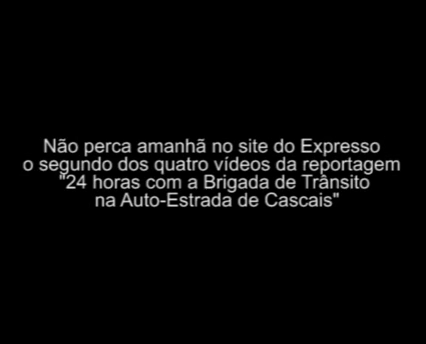 Não perca amanhã no site do Expresso
o segundo dos quatro vídeos da reportagem
"24 horas com a Brigada de Trânsito
na Auto-Estrada de Cascais"